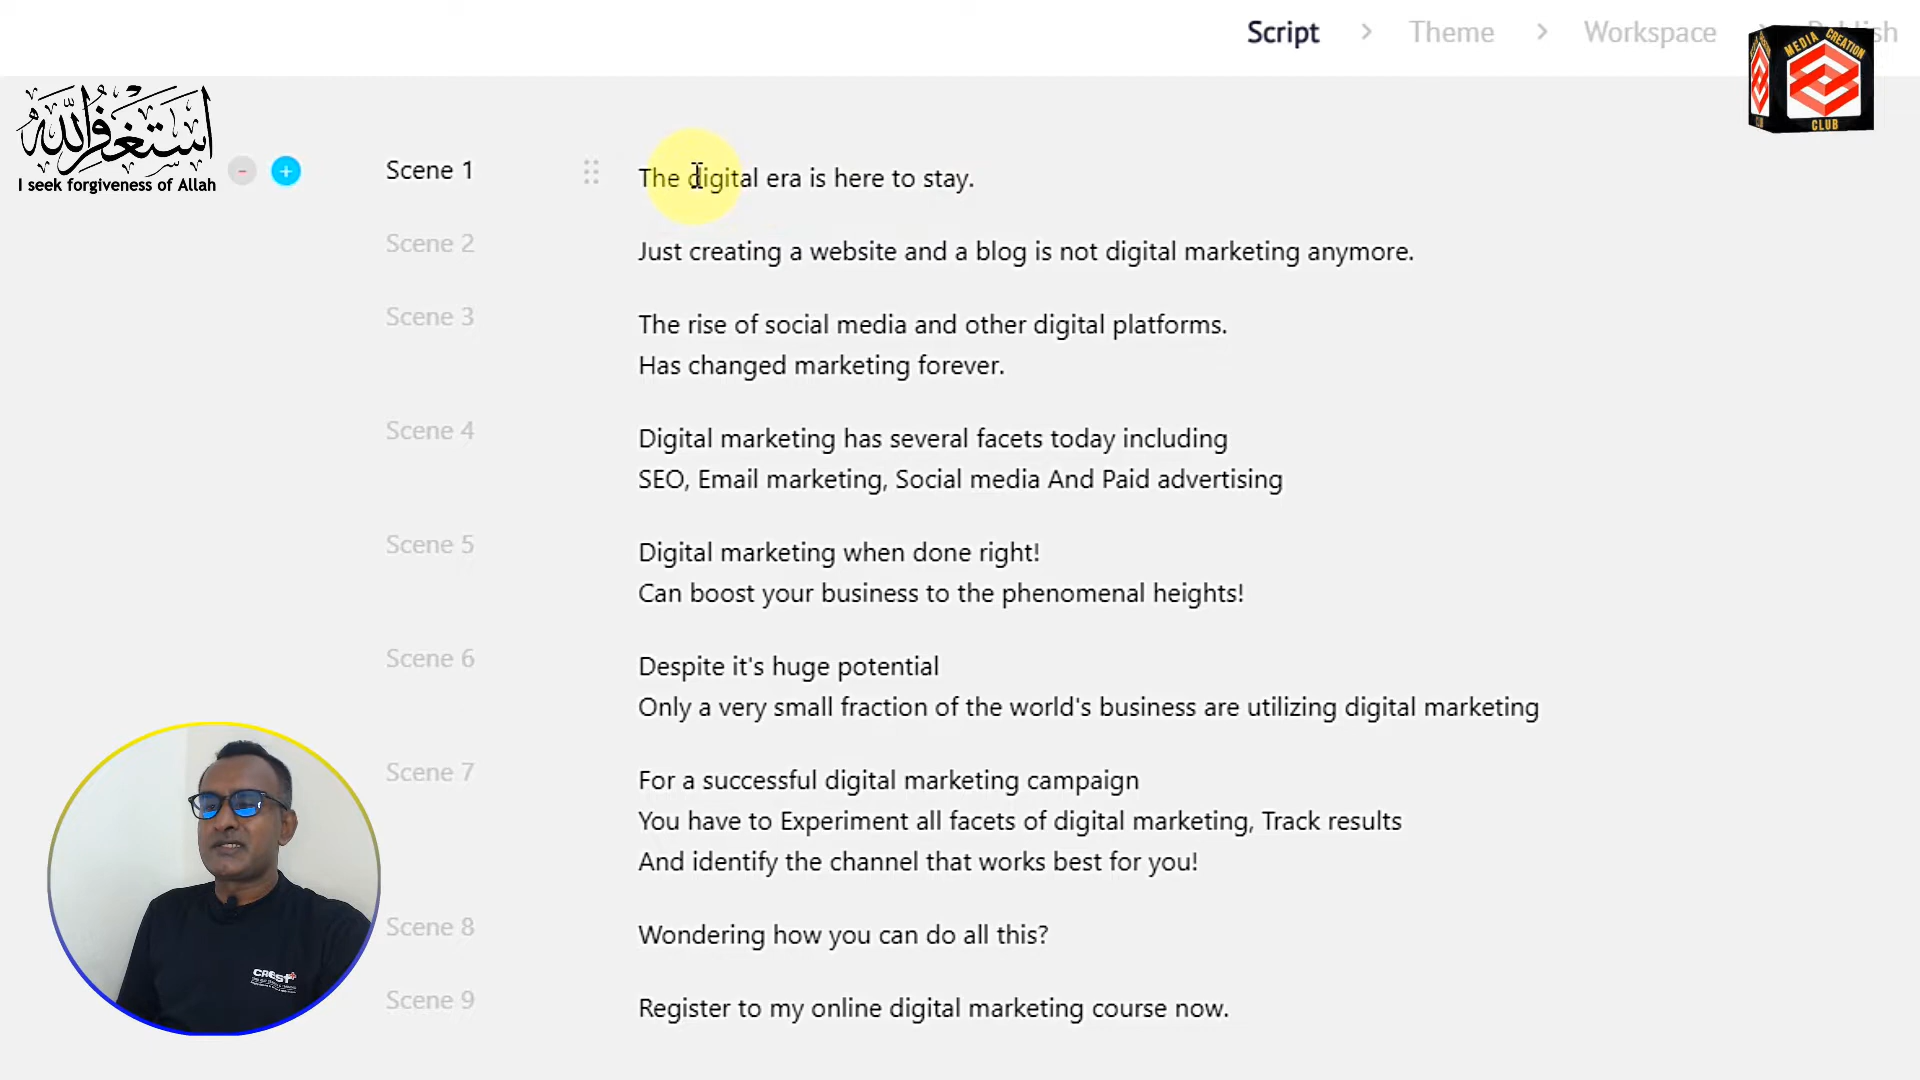 Script > Theme > Workspace > Publish
MEDIA CREATION
CLUB
أستغفر الله
I seek forgiveness of Allah
- +
Scene 1
The digital era is here to stay.
Scene 2
Just creating a website and a blog is not digital marketing anymore.
Scene 3
The rise of social media and other digital platforms.
Has changed marketing forever.
Scene 4
Digital marketing has several facets today including
SEO, Email marketing, Social media And Paid advertising
Scene 5
Digital marketing when done right!
Can boost your business to the phenomenal heights!
Scene 6
Despite it's huge potential
Only a very small fraction of the world's business are utilizing digital marketing
Scene 7
For a successful digital marketing campaign
You have to Experiment all facets of digital marketing, Track results
And identify the channel that works best for you!
Scene 8
Wondering how you can do all this?
Scene 9
Register to my online digital marketing course now.